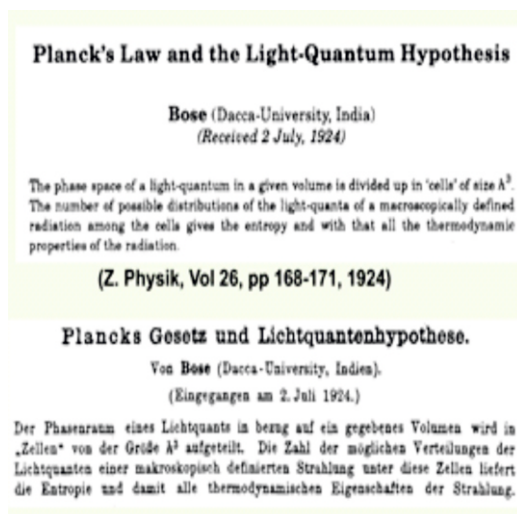 Planck's Law and the Light-Quantum Hypothesis
Bose (Dacca-University, India)
(Received 2 July, 1924)
The phase space of a light-quantum in a given volume is divided up in 'cells' of size h³.
The number of possible distributions of the light-quanta of a macroscopically defined
radiation among the cells gives the entropy and with that all the thermodynamic
properties of the radiation.
(Z. Physik, Vol 26, pp 168-171, 1924)
Plancks Gesetz und Lichtquantenhypothese.
Von Bose (Dacca-University, Indien).
(Eingegangen am 2. Juli 1924.)
Der Phasenraum eines Lichtquants in bezug auf ein gegebenes Volumen wird in
„Zellen“ von der Größe h³ aufgeteilt. Die Zahl der möglichen Verteilungen der
Lichtquanten einer makroskopisch definierten Strahlung unter diese Zellen liefert
die Entropie und damit alle thermodynamischen Eigenschaften der Strahlung.